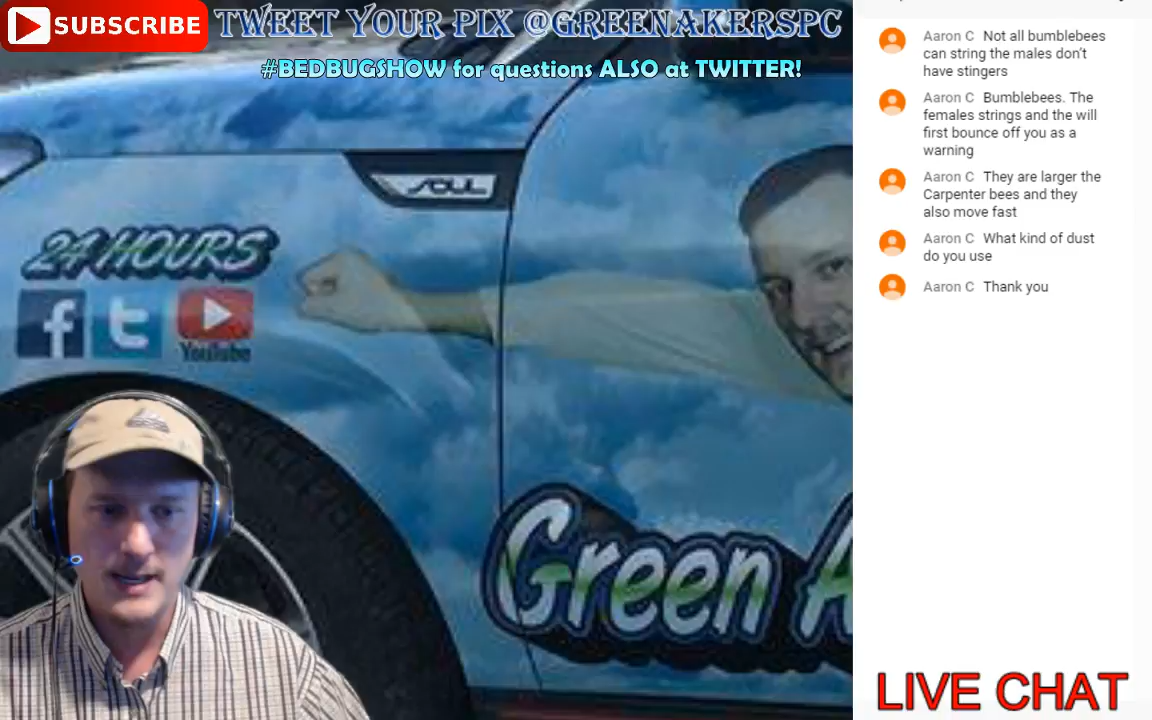 SUBSCRIBE
TWEET YOUR PIX @GREENAKERSPC
#BEDBUGSHOW for questions ALSO at TWITTER!
SOUL
24 HOURS
f t
YouTube
Green A
Aaron C Not all bumblebees
can string the males don't
have stingers
Aaron C Bumblebees. The
females strings and the will
first bounce off you as a
warning
Aaron C They are larger the
Carpenter bees and they
also move fast
Aaron C What kind of dust
do you use
Aaron C Thank you
LIVE CHAT